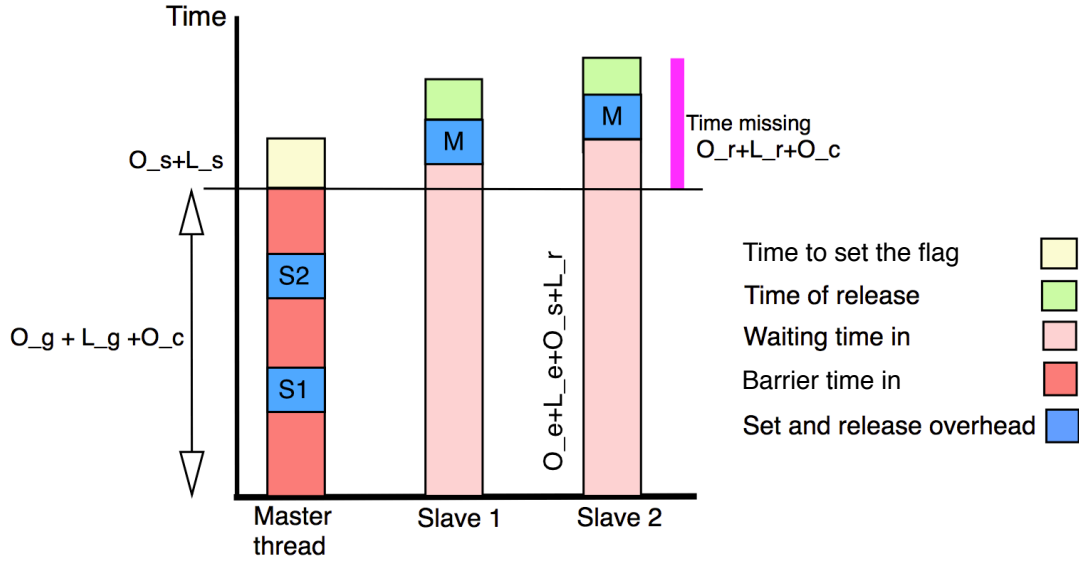 Time
O_s+L_s
M
M
Time missing
O_r+L_r+O_c
S2
S1
O_g + L_g +O_c
O_e+L_e+O_s+L_r
Time to set the flag
Time of release
Waiting time in
Barrier time in
Set and release overhead
Master
thread
Slave 1
Slave 2